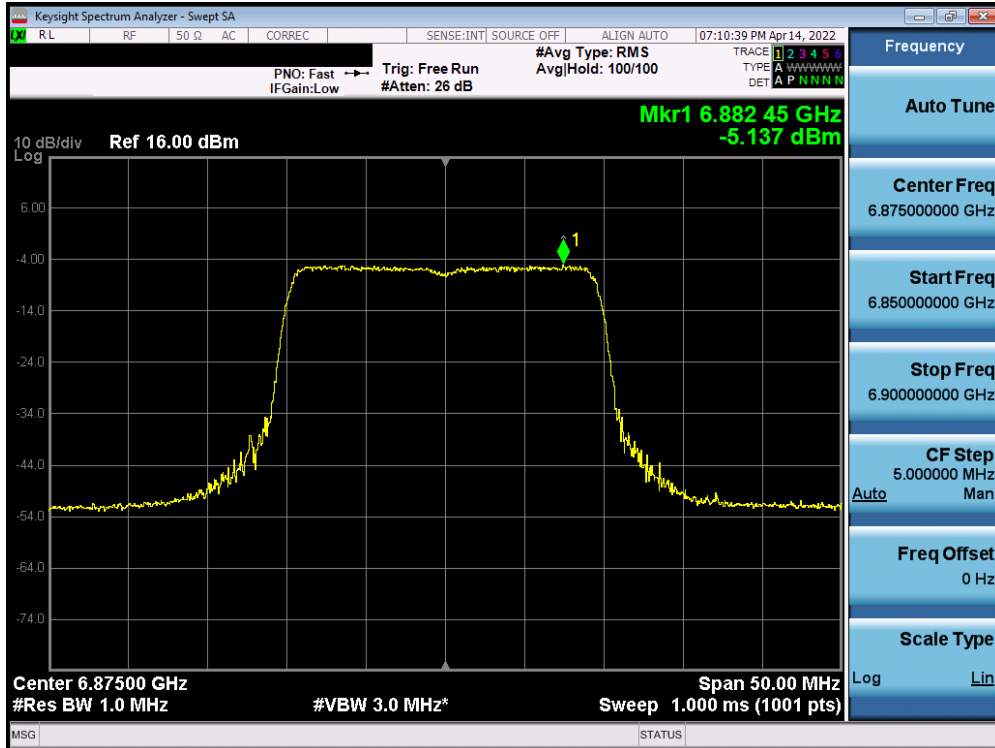 Keysight Spectrum Analyzer - Swept SA
LXI RL RF 50 Ω AC CORREC SENSE:INT SOURCE OFF ALIGN AUTO 07:10:39 PM Apr 14, 2022
PNO: Fast
IFGain:Low
Trig: Free Run
#Atten: 26 dB
#Avg Type: RMS
Avg|Hold: 100/100
TRACE 1 2 3 4 5 6
TYPE A WWWWW
DET A P N N N N
Mkr1 6.882 45 GHz
-5.137 dBm
10 dB/div Ref 16.00 dBm
Log
1
6.00
-4.00
-14.0
-24.0
-34.0
-44.0
-54.0
-64.0
-74.0
Center 6.87500 GHz Span 50.00 MHz
#Res BW 1.0 MHz #VBW 3.0 MHz* Sweep 1.000 ms (1001 pts)
MSG STATUS
Frequency
Auto Tune
Center Freq
6.875000000 GHz
Start Freq
6.850000000 GHz
Stop Freq
6.900000000 GHz
CF Step
5.000000 MHz
Auto Man
Freq Offset
0 Hz
Scale Type
Log Lin